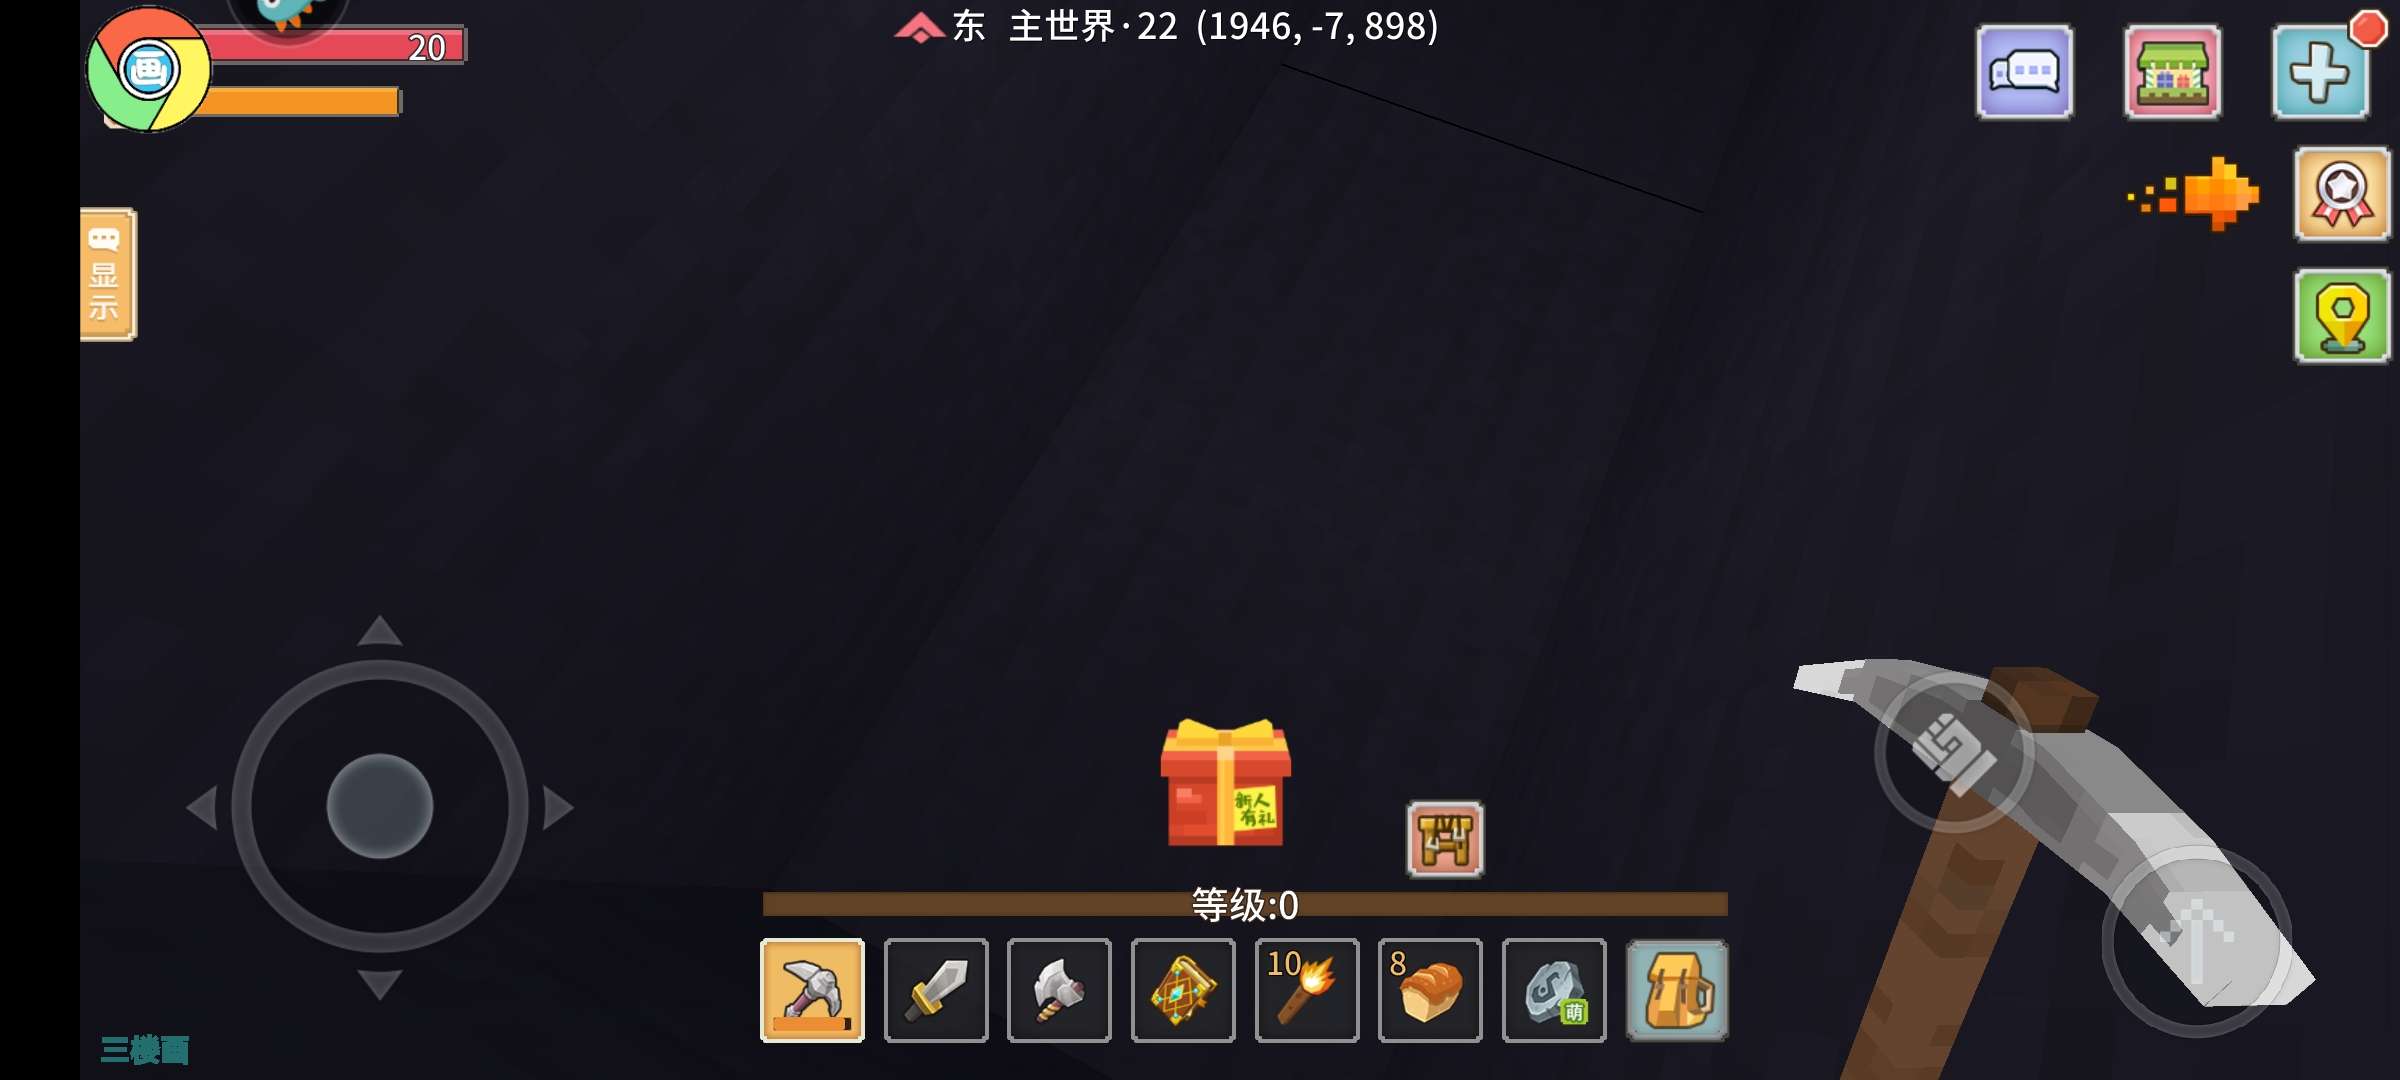 画
20
东 主世界·22 (1946, -7, 898)
显示
新人
有礼
等级:0
10
8
萌
三楼画